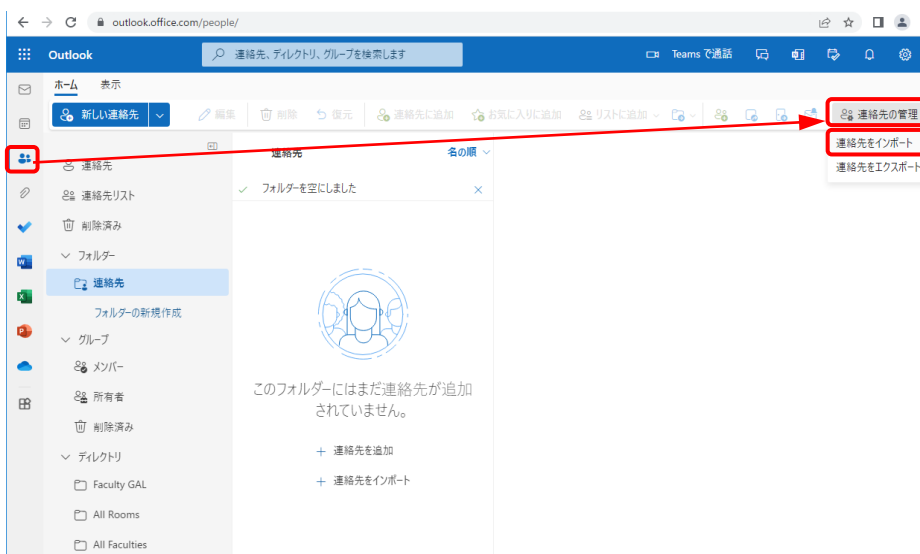 outlook.office.com/people/
Outlook
連絡先、ディレクトリ、グループを検索します
Teams で通話
ホーム 表示
新しい連絡先 編集 削除 復元 連絡先に追加 お気に入りに追加 リストに追加 連絡先の管理
連絡先をインポート
連絡先をエクスポート
連絡先
連絡先リスト
削除済み
フォルダー
連絡先
フォルダーの新規作成
グループ
メンバー
所有者
削除済み
ディレクトリ
Faculty GAL
All Rooms
All Faculties
連絡先 名の順
フォルダーを空にしました
このフォルダーにはまだ連絡先が追加
されていません。
連絡先を追加
連絡先をインポート